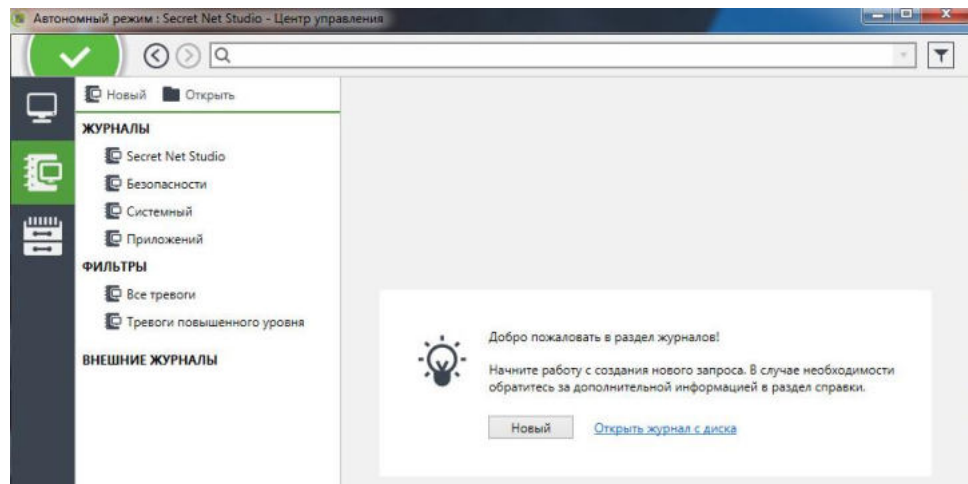 Автономный режим : Secret Net Studio - Центр управления
Новый Открыть
ЖУРНАЛЫ
Secret Net Studio
Безопасности
Системный
Приложений
ФИЛЬТРЫ
Все тревоги
Тревоги повышенного уровня
ВНЕШНИЕ ЖУРНАЛЫ
Добро пожаловать в раздел журналов!
Начните работу с создания нового запроса. В случае необходимости
обратитесь за дополнительной информацией в раздел справки.
Новый Открыть журнал с диска